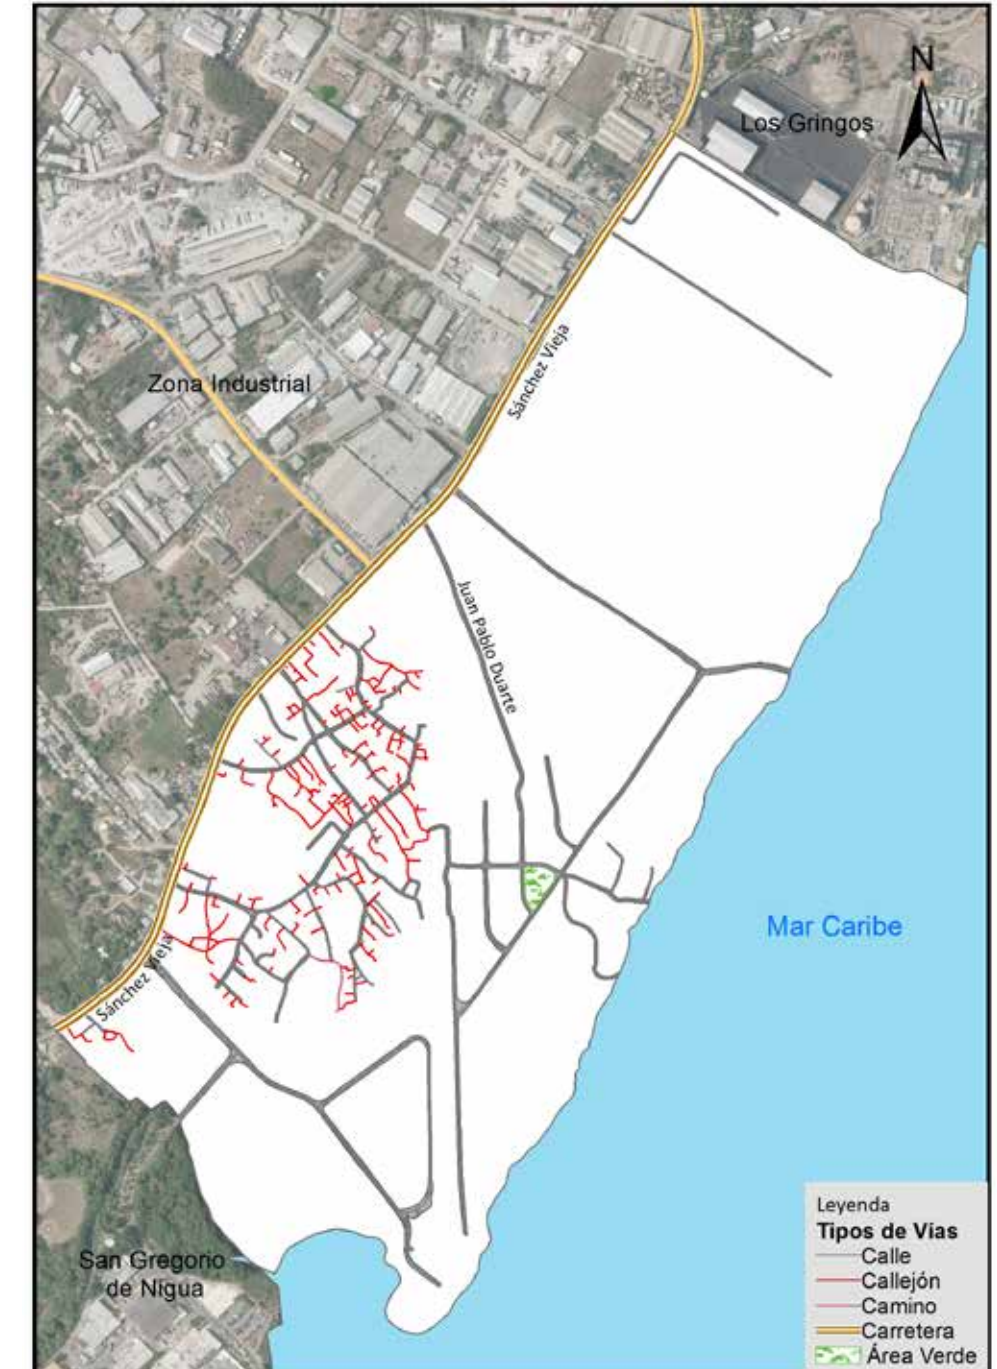 N
Los Gringos
Sánchez Vieja
Zona Industrial
Juan Pablo Duarte
Mar Caribe
Sánchez Vieja
San Gregorio
de Nigua
Leyenda
Tipos de Vías
Calle
Callejón
Camino
Carretera
Área Verde